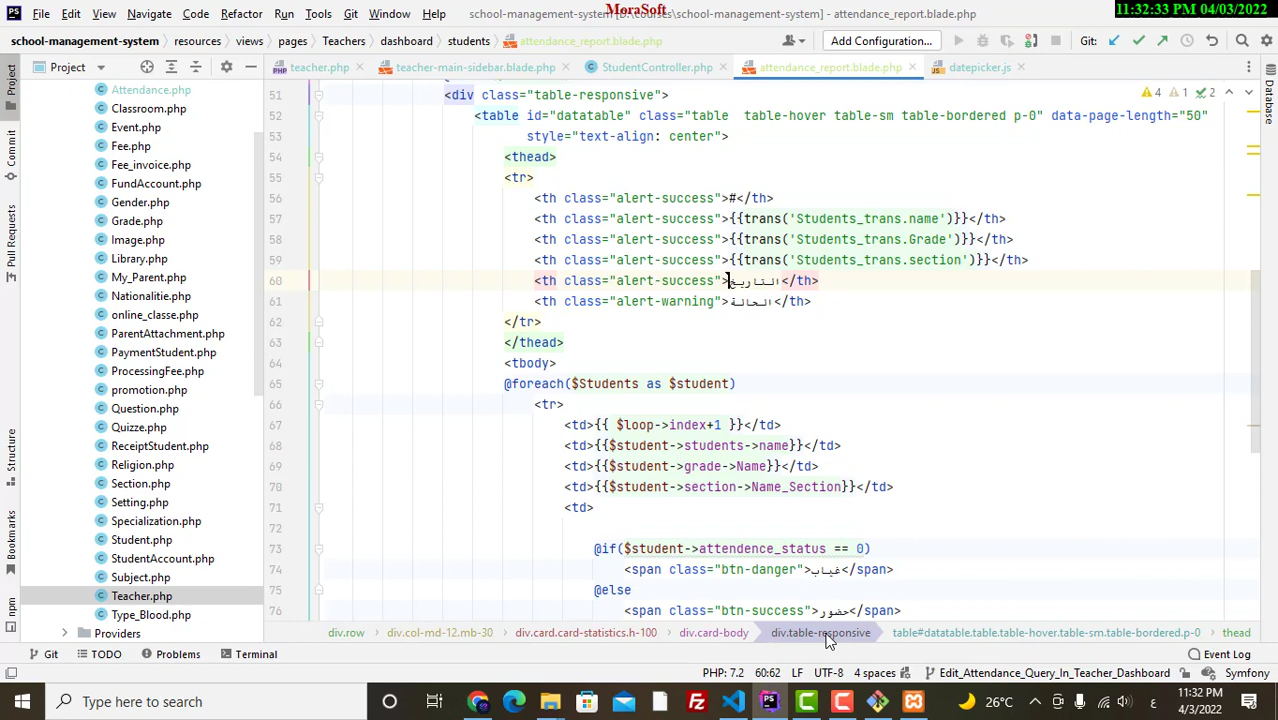 File Edit View Navigate Code Refactor Run Tools Git Window Help school-management-system [D:\courses\school-management-system] - attendance_report.blade.php
MoraSoft
11:32:33 PM 04/03/2022
school-management-system resources views pages Teachers dashboard students attendance_report.blade.php Add Configuration... Git:
Project teacher.php teacher-main-sidebar.blade.php StudentController.php attendance_report.blade.php datepicker.js
Project
Commit
Pull Requests
Structure
Bookmarks
npm
Database
Attendance.php
Classroom.php
Event.php
Fee.php
Fee_invoice.php
FundAccount.php
Gender.php
Grade.php
Image.php
Library.php
My_Parent.php
Nationalitie.php
online_classe.php
ParentAttachment.php
PaymentStudent.php
ProcessingFee.php
promotion.php
Question.php
Quizze.php
ReceiptStudent.php
Religion.php
Section.php
Setting.php
Specialization.php
Student.php
StudentAccount.php
Subject.php
Teacher.php
Type_Blood.php
Providers
4 1 2
51 <div class="table-responsive">
52 <table id="datatable" class="table  table-hover table-sm table-bordered p-0" data-page-length="50"
53 style="text-align: center">
54 <thead>
55 <tr>
56 <th class="alert-success">#</th>
57 <th class="alert-success">{{trans('Students_trans.name')}}</th>
58 <th class="alert-success">{{trans('Students_trans.Grade')}}</th>
59 <th class="alert-success">{{trans('Students_trans.section')}}</th>
60 <th class="alert-success">التاريخ</th>
61 <th class="alert-warning">الحالة</th>
62 </tr>
63 </thead>
64 <tbody>
65 @foreach($Students as $student)
66 <tr>
67 <td>{{ $loop->index+1 }}</td>
68 <td>{{$student->students->name}}</td>
69 <td>{{$student->grade->Name}}</td>
70 <td>{{$student->section->Name_Section}}</td>
71 <td>
72
73 @if($student->attendence_status == 0)
74 <span class="btn-danger">غياب</span>
75 @else
76 <span class="btn-success">حضور</span>
div.row div.col-md-12.mb-30 div.card.card-statistics.h-100 div.card-body div.table-responsive table#datatable.table.table-hover.table-sm.table-bordered.p-0 thead
Git TODO Problems Terminal Event Log
PHP: 7.2 60:62 LF UTF-8 4 spaces Edit_Attendance_Query_In_Teacher_Dashboard Symfony
Type here to search 26°C ع 11:32 PM
4/3/2022